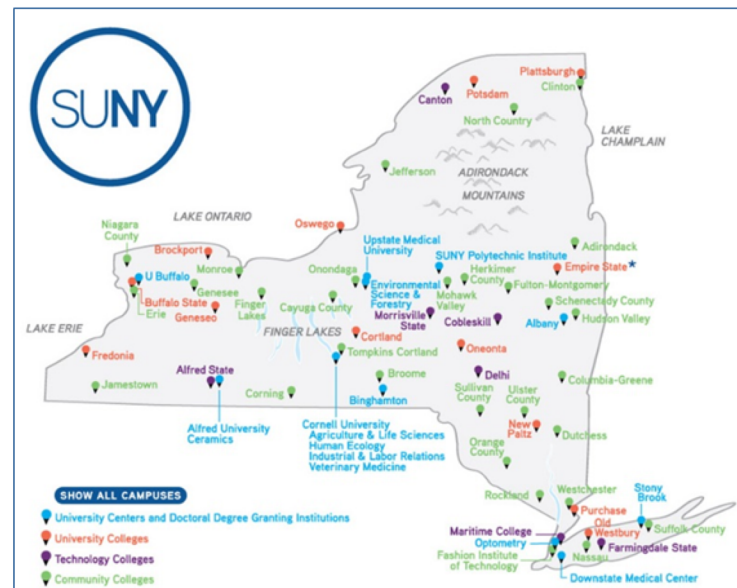 SUNY
Plattsburgh
Clinton
Potsdam
Canton
North Country
LAKE
CHAMPLAIN
Jefferson
ADIRONDACK
MOUNTAINS
LAKE ONTARIO
Oswego
Niagara
County
Brockport
Upstate Medical
University
SUNY Polytechnic Institute
Adirondack
Empire State*
U Buffalo
Monroe
Onondaga
Herkimer
County
Fulton-Montgomery
Buffalo State
Erie
Genesee
Geneseo
Finger
Lakes
Cayuga County
Environmental
Science &
Forestry
Mohawk
Valley
Schenectady County
Hudson Valley
Morrisville
State
Cobleskill
Albany
LAKE ERIE
FINGER LAKES
Cortland
Tompkins Cortland
Oneonta
Fredonia
Jamestown
Alfred State
Corning
Broome
Binghamton
Delhi
Columbia-Greene
Sullivan
County
Ulster
County
Alfred University
Ceramics
Cornell University
Agriculture & Life Sciences
Human Ecology
Industrial & Labor Relations
Veterinary Medicine
New
Paltz
Dutchess
Orange
County
Rockland
Westchester
Stony
Brook
Purchase
Old
Westbury
Suffolk County
Maritime College
Optometry
Fashion Institute
of Technology
Nassau
Farmingdale State
Downstate Medical Center
SHOW ALL CAMPUSES
University Centers and Doctoral Degree Granting Institutions
University Colleges
Technology Colleges
Community Colleges